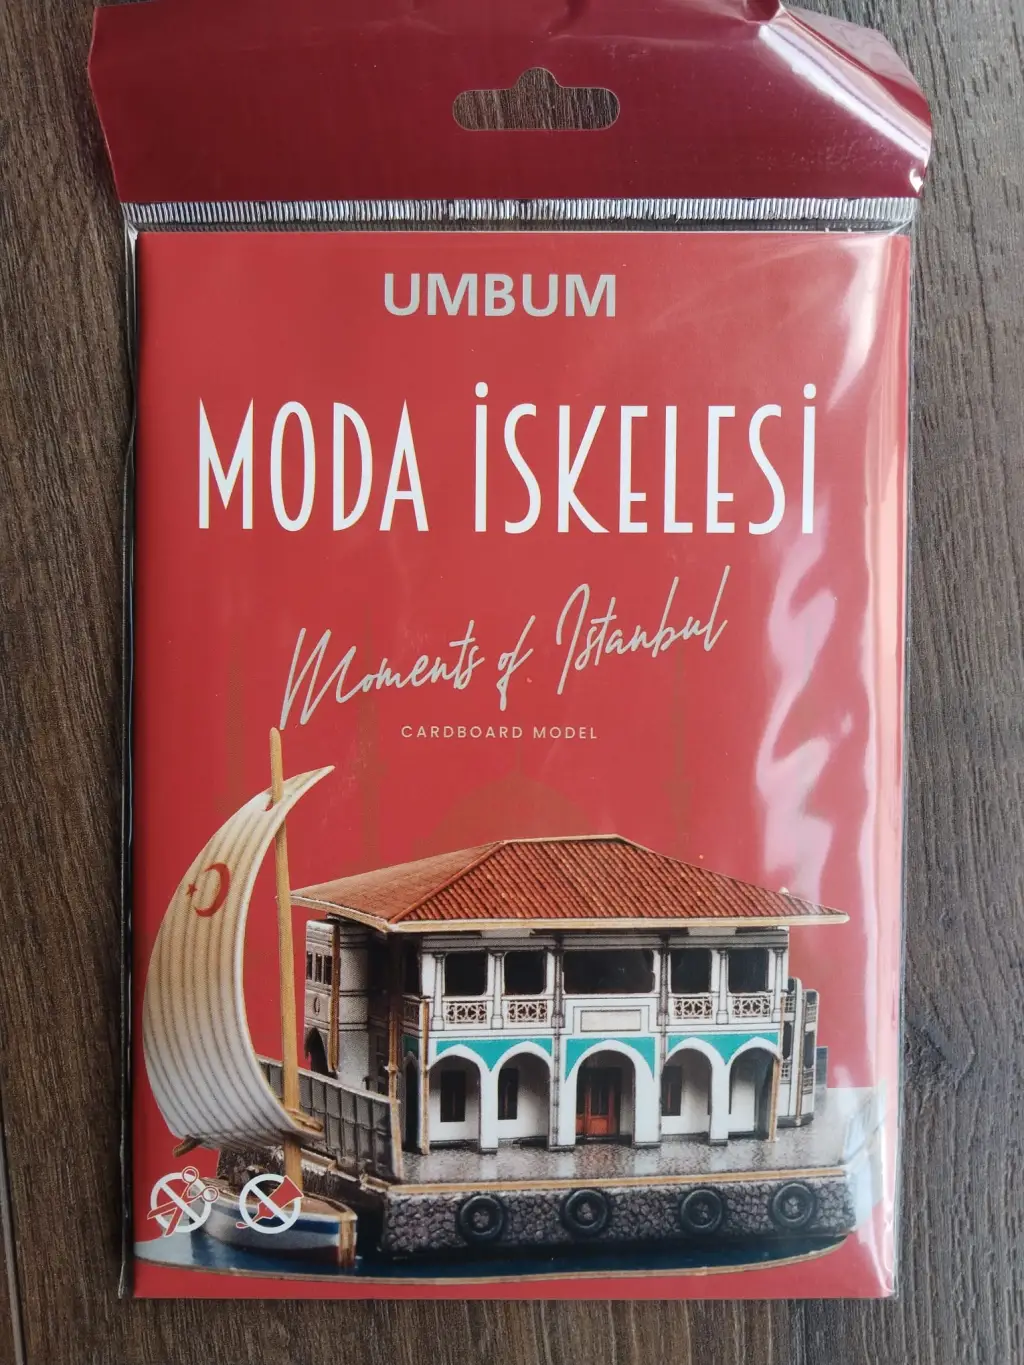 UMBUM
MODA İSKELESİ
Moments of Istanbul
CARDBOARD MODEL